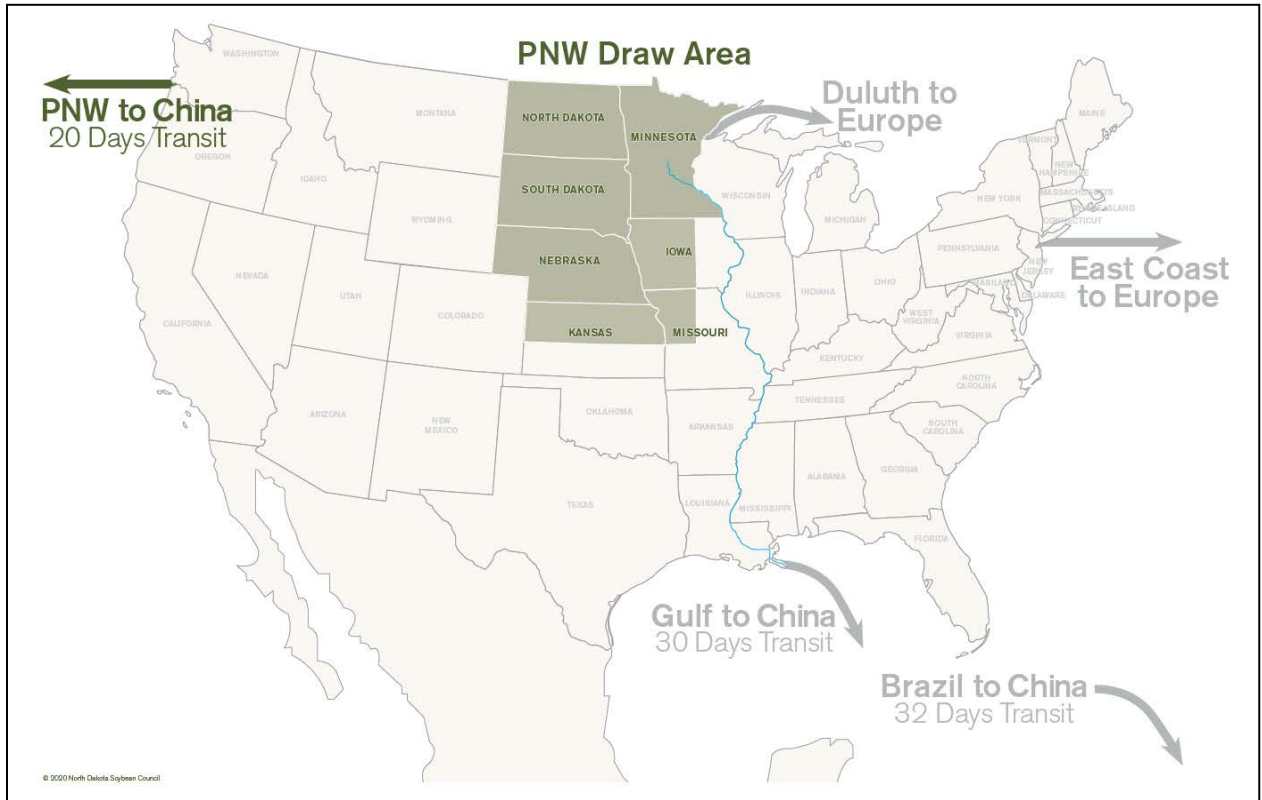 PNW Draw Area
WASHINGTON
PNW to China
20 Days Transit
OREGON
MONTANA
IDAHO
WYOMING
NORTH DAKOTA
SOUTH DAKOTA
NEBRASKA
KANSAS
MINNESOTA
IOWA
MISSOURI
Duluth to
Europe
WISCONSIN
MICHIGAN
MAINE
VERMONT
NEW
HAMPSHIRE
MASSACHUSETTS
RHODE ISLAND
CONNECTICUT
NEW YORK
PENNSYLVANIA
NEW
JERSEY
MARYLAND
DELAWARE
East Coast
to Europe
NEVADA
UTAH
COLORADO
CALIFORNIA
ILLINOIS
INDIANA
OHIO
WEST
VIRGINIA
VIRGINIA
KENTUCKY
NORTH
CAROLINA
TENNESSEE
SOUTH
CAROLINA
ARIZONA
NEW
MEXICO
OKLAHOMA
ARKANSAS
TEXAS
LOUISIANA
MISSISSIPPI
ALABAMA
GEORGIA
FLORIDA
Gulf to China
30 Days Transit
Brazil to China
32 Days Transit
© 2020 North Dakota Soybean Council